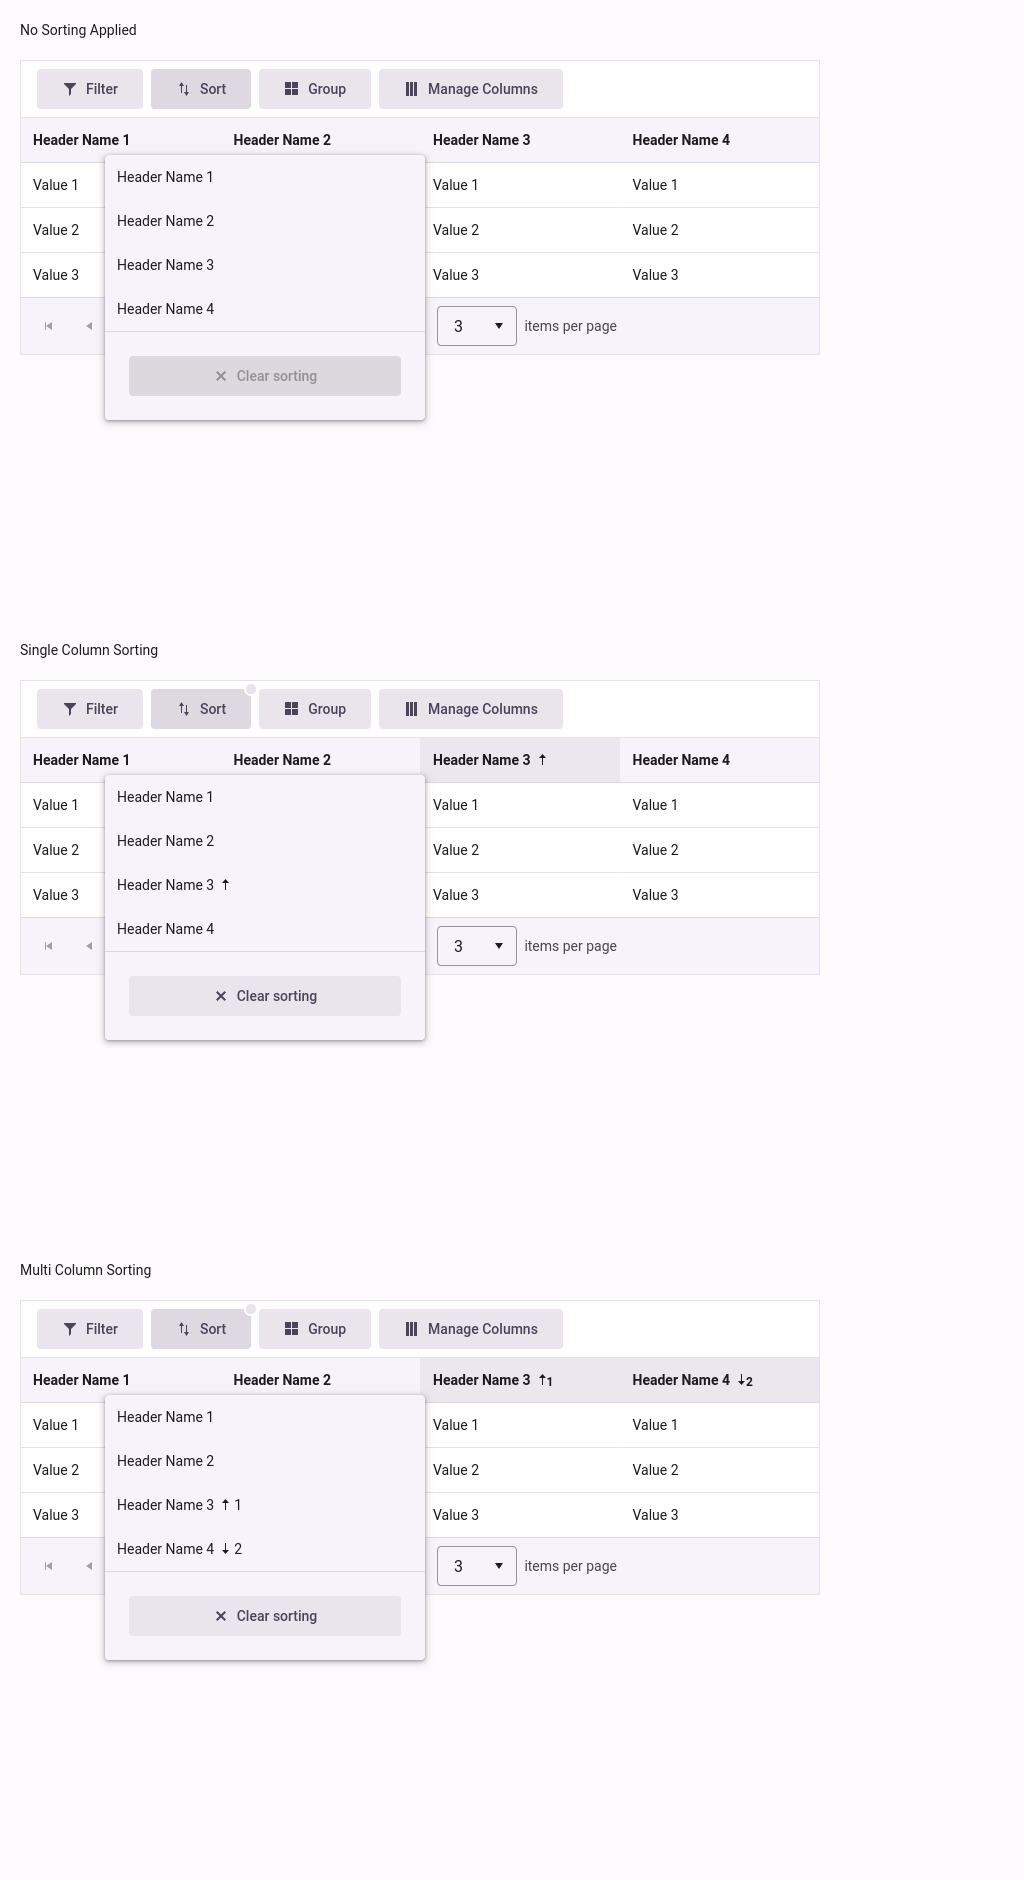 No Sorting Applied
Filter Sort Group Manage Columns
Header Name 1 Header Name 2 Header Name 3 Header Name 4
Header Name 1
Value 1 Value 1 Value 1
Header Name 2
Value 2 Value 2 Value 2
Header Name 3
Value 3 Value 3 Value 3
Header Name 4
3 items per page
Clear sorting
Single Column Sorting
Filter Sort Group Manage Columns
Header Name 1 Header Name 2 Header Name 3 ↑ Header Name 4
Header Name 1
Value 1 Value 1 Value 1
Header Name 2
Value 2 Value 2 Value 2
Header Name 3 ↑
Value 3 Value 3 Value 3
Header Name 4
3 items per page
Clear sorting
Multi Column Sorting
Filter Sort Group Manage Columns
Header Name 1 Header Name 2 Header Name 3 ↑1 Header Name 4 ↓2
Header Name 1
Value 1 Value 1 Value 1
Header Name 2
Value 2 Value 2 Value 2
Header Name 3 ↑ 1
Value 3 Value 3 Value 3
Header Name 4 ↓ 2
3 items per page
Clear sorting